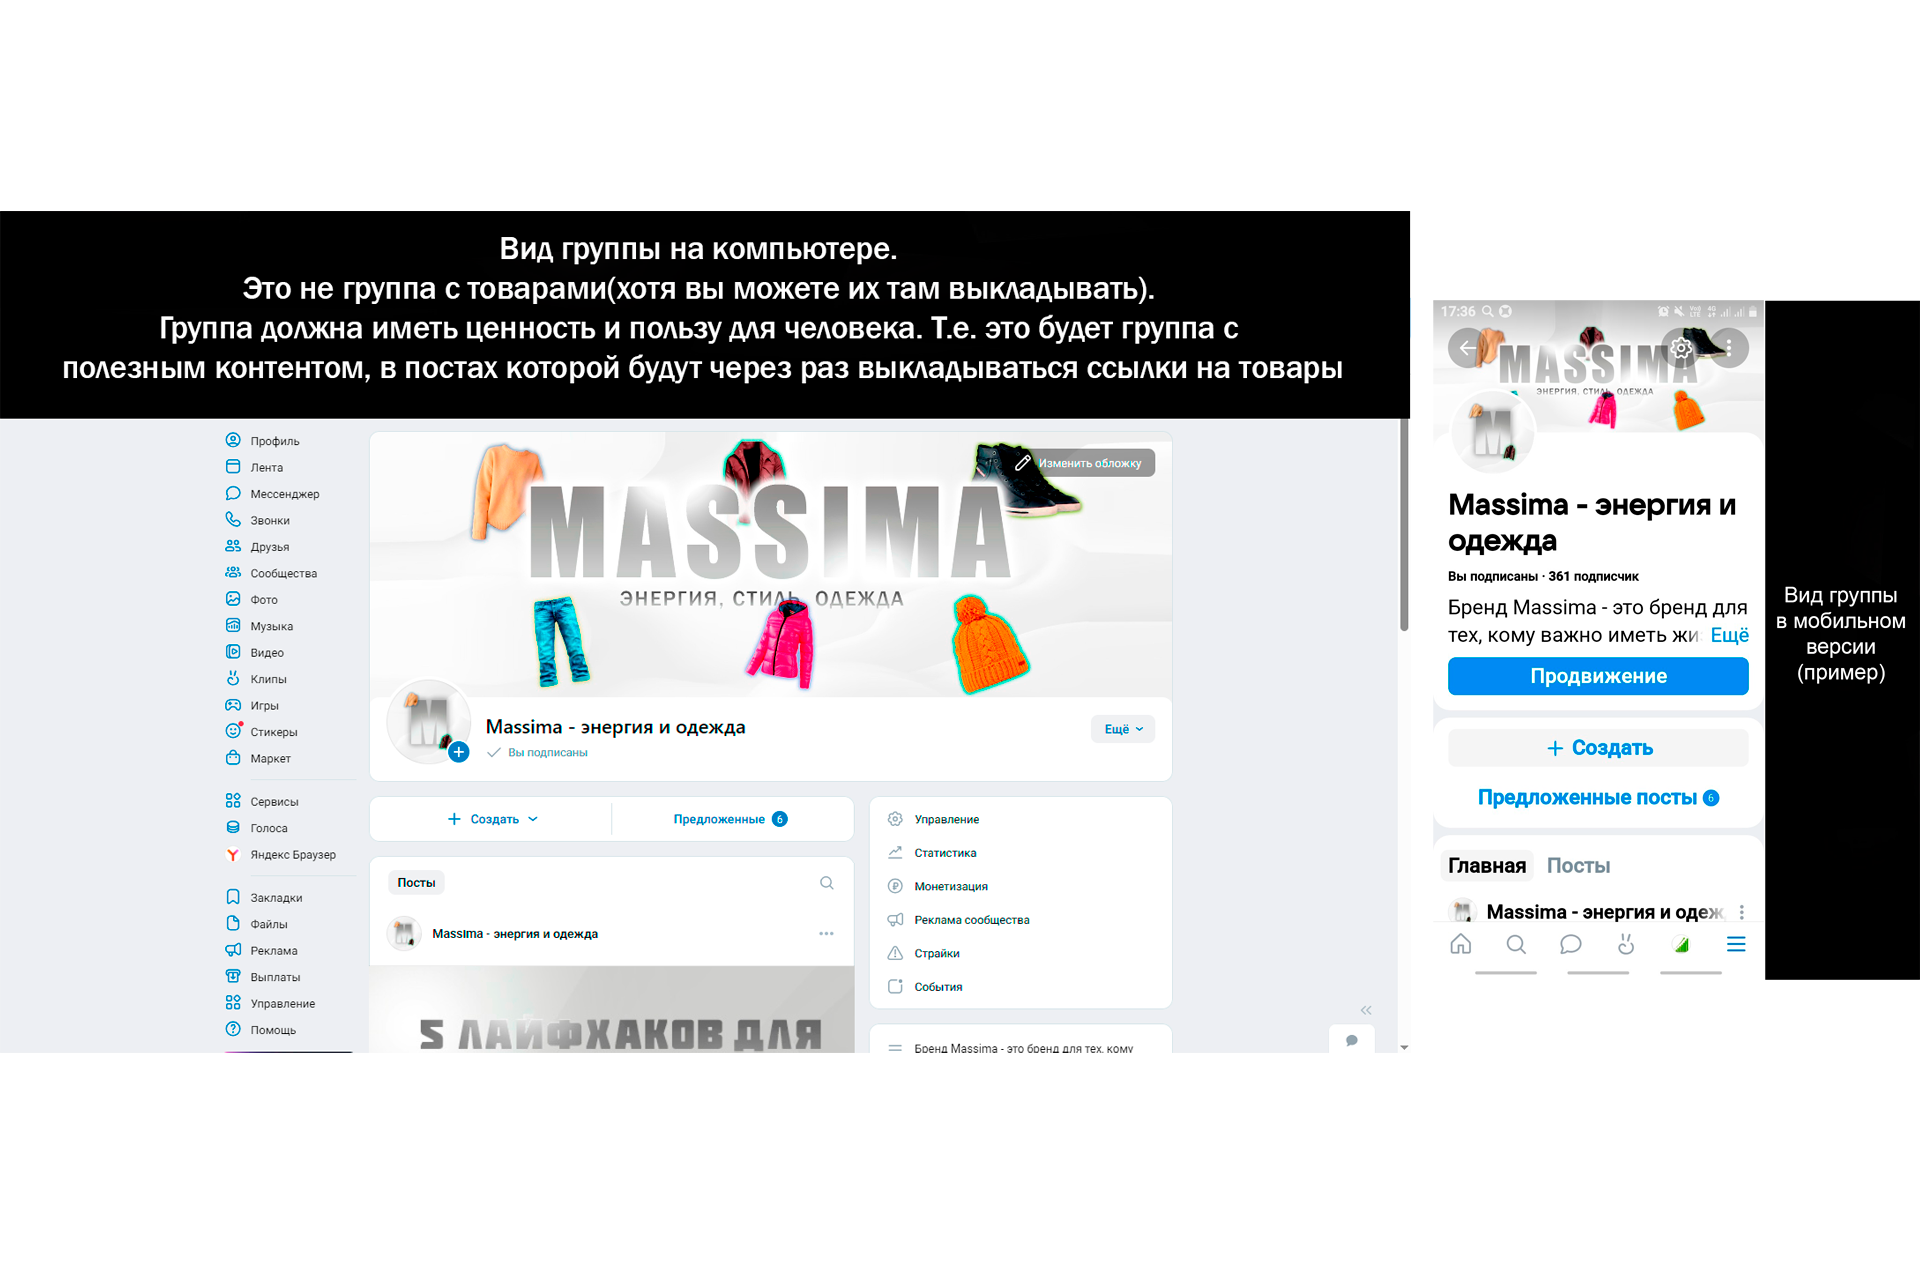 Вид группы на компьютере.
Это не группа с товарами(хотя вы можете их там выкладывать).
Группа должна иметь ценность и пользу для человека. Т.е. это будет группа с
полезным контентом, в постах которой будут через раз выкладываться ссылки на товары
Профиль
Лента
Мессенджер
Звонки
Друзья
Сообщества
Фото
Музыка
Видео
Клипы
Игры
Стикеры
Маркет
Сервисы
Голоса
Яндекс Браузер
Закладки
Файлы
Реклама
Выплаты
Управление
Помощь
Изменить обложку
MASSIMA
ЭНЕРГИЯ, СТИЛЬ, ОДЕЖДА
M
Massima - энергия и одежда
Вы подписаны
Ещё
Создать
Предложенные 6
Посты
Massima - энергия и одежда
5 ЛАЙФХАКОВ ДЛЯ
Управление
Статистика
Монетизация
Реклама сообщества
Страйки
События
Бренд Massima - это бренд для тех, кому
17:36
MASSIMA
ЭНЕРГИЯ, СТИЛЬ, ОДЕЖДА
M
Massima - энергия и
одежда
Вы подписаны · 361 подписчик
Бренд Massima - это бренд для
тех, кому важно иметь жи Ещё
Продвижение
Создать
Предложенные посты 6
Главная Посты
Massima - энергия и одеж
Вид группы
в мобильном
версии
(пример)